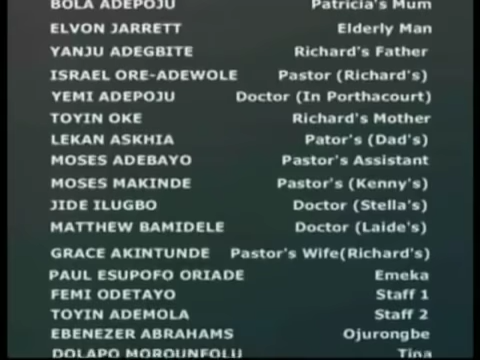 BOLA ADEPOJU Patricia's Mum
ELVON JARRETT Elderly Man
YANJU ADEGBITE Richard's Father
ISRAEL ORE-ADEWOLE Pastor (Richard's)
YEMI ADEPOJU Doctor (In Porthacourt)
TOYIN OKE Richard's Mother
LEKAN ASKHIA Pator's (Dad's)
MOSES ADEBAYO Pastor's Assistant
MOSES MAKINDE Pastor's (Kenny's)
JIDE ILUGBO Doctor (Stella's)
MATTHEW BAMIDELE Doctor (Laide's)
GRACE AKINTUNDE Pastor's Wife(Richard's)
PAUL ESUPOFO ORIADE Emeka
FEMI ODETAYO Staff 1
TOYIN ADEMOLA Staff 2
EBENEZER ABRAHAMS Ojurongbe
DOLAPO MOROUNFOLU Tina